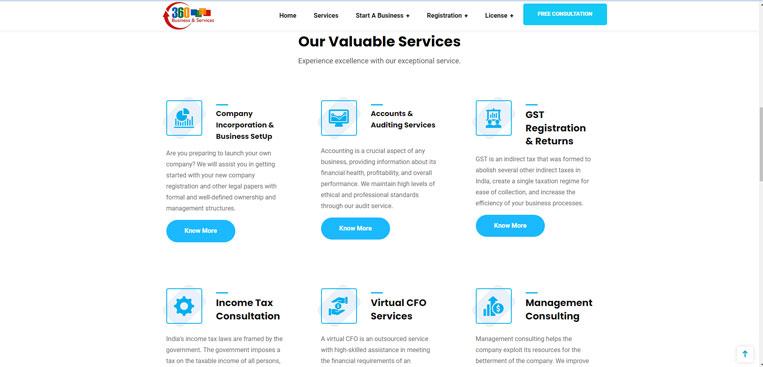 360
Business & Services
Home
Services
Start A Business +
Registration +
License +
FREE CONSULTATION
Our Valuable Services
Experience excellence with our exceptional service.
Company
Incorporation &
Business SetUp
Are you preparing to launch your own
company? We will assist you in getting
started with your new company
registration and other legal papers with
formal and well-defined ownership and
management structures.
Know More
Accounts &
Auditing Services
Accounting is a crucial aspect of any
business, providing information about its
financial health, profitability, and overall
performance. We maintain high levels of
ethical and professional standards
through our audit service.
Know More
GST
Registration
& Returns
GST is an indirect tax that was formed to
abolish several other indirect taxes in
India, create a single taxation regime for
ease of collection, and increase the
efficiency of your business processes.
Know More
Income Tax
Consultation
India's income tax laws are framed by the
government. The government imposes a
tax on the taxable income of all persons,
Virtual CFO
Services
A virtual CFO is an outsourced service
with high-skilled assistance in meeting
the financial requirements of an
Management
Consulting
Management consulting helps the
company exploit its resources for the
betterment of the company. We improve